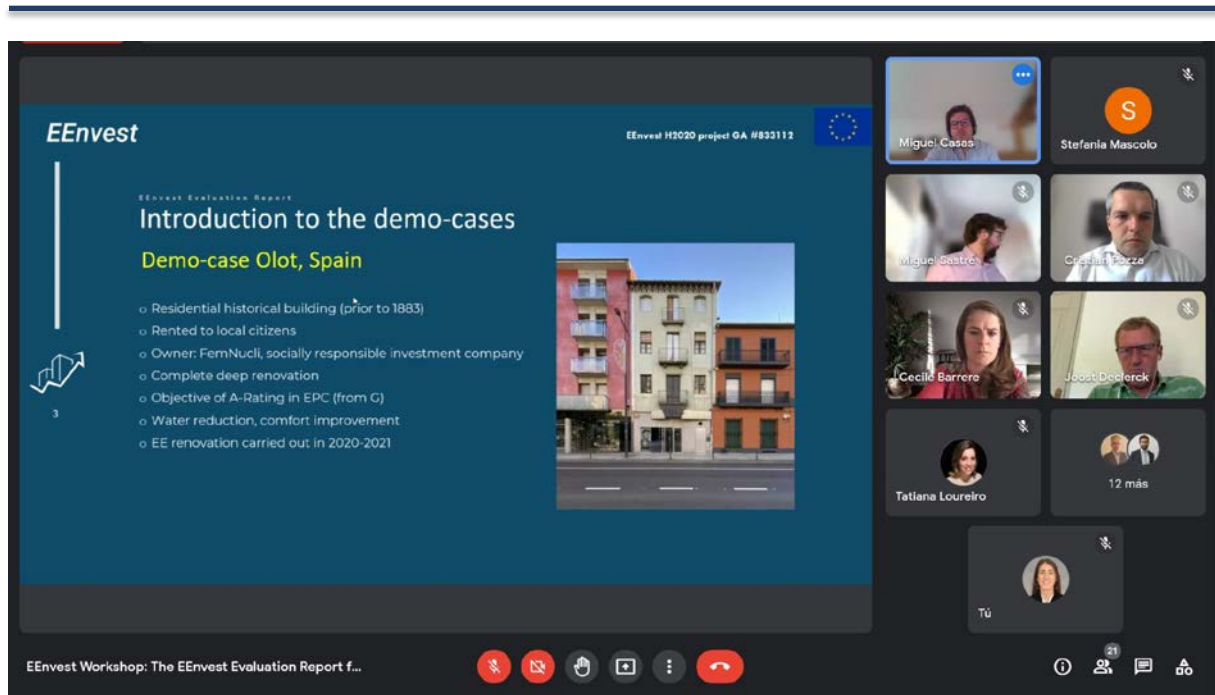 EEnvest
EEnvest H2020 project GA #833112
EEnvest Evaluation Report
Introduction to the demo-cases
Demo-case Olot, Spain
o Residential historical building (prior to 1883)
o Rented to local citizens
o Owner: FemNucli, socially responsible investment company
o Complete deep renovation
o Objective of A-Rating in EPC (from G)
o Water reduction, comfort improvement
o EE renovation carried out in 2020-2021
3
Miguel Casas
S
Stefania Mascolo
Miguel Sastre
Cristian Pozza
Cecile Barrere
Joost Declerck
Tatiana Loureiro
12 más
Tú
EEnvest Workshop: The EEnvest Evaluation Report f...
21